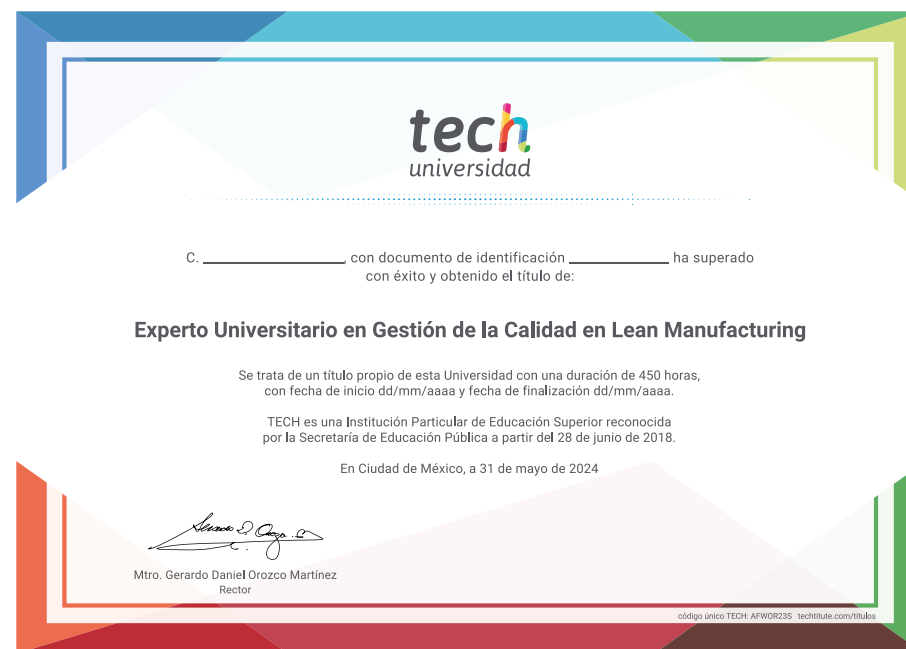 tech
universidad
C. ____________, con documento de identificación ____________ ha superado
con éxito y obtenido el título de:
Experto Universitario en Gestión de la Calidad en Lean Manufacturing
Se trata de un título propio de esta Universidad con una duración de 450 horas,
con fecha de inicio dd/mm/aaaa y fecha de finalización dd/mm/aaaa.
TECH es una Institución Particular de Educación Superior reconocida
por la Secretaría de Educación Pública a partir del 28 de junio de 2018.
En Ciudad de México, a 31 de mayo de 2024
Mtro. Gerardo Daniel Orozco Martínez
Rector
código único TECH: AFWOR23S techtitute.com/titulos